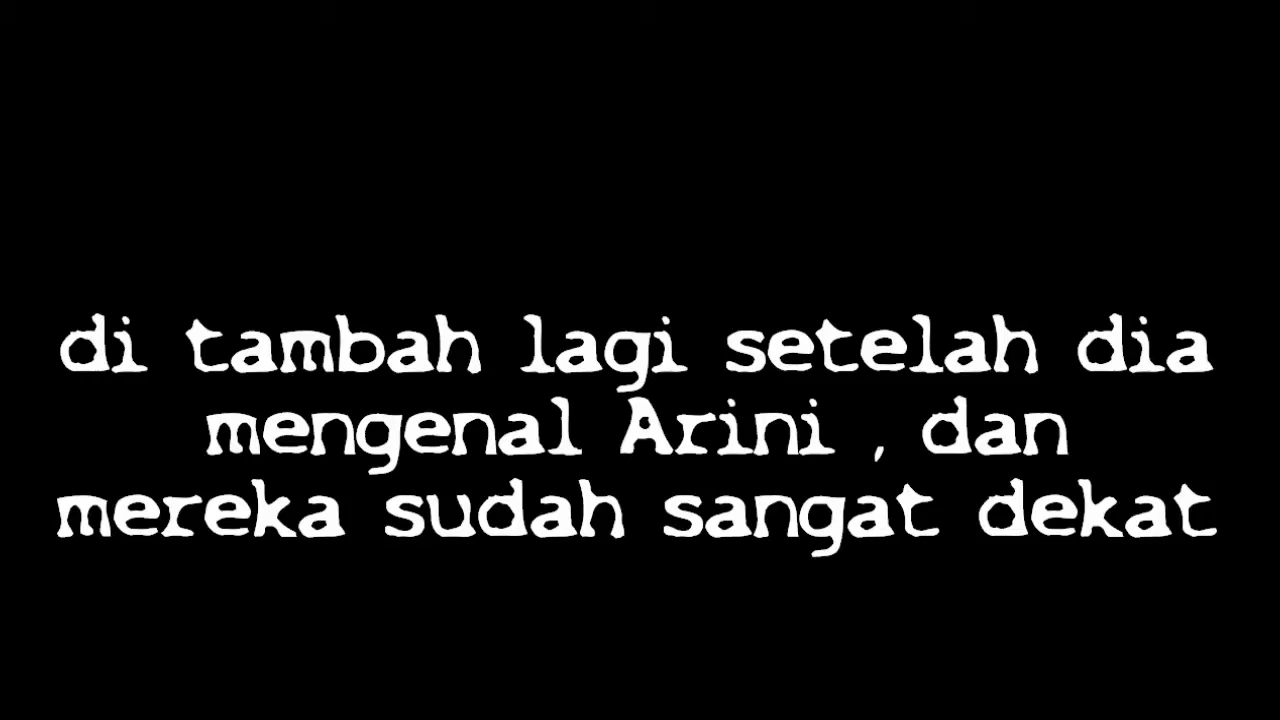 di tambah lagi setelah dia
mengenal Arini , dan
mereka sudah sangat dekat